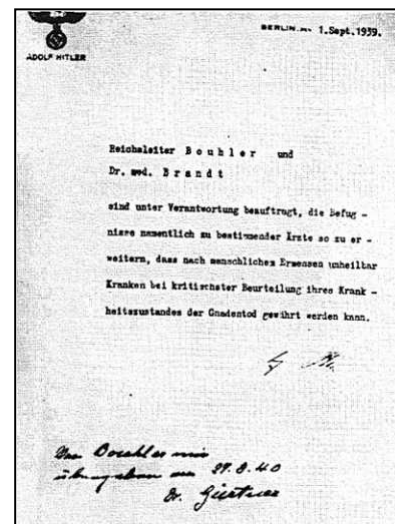 ADOLF HITLER
BERLIN, 1.Sept.1939.
Reichsleiter B o u h l e r und
Dr. med. B r a n d t
sind unter Verantwortung beauftragt, die Befug -
nisse namentlich zu bestimmender Ärzte so zu er -
weitern, dass nach menschlichem Ermessen unheilbar
Kranken bei kritischster Beurteilung ihres Krank -
heitszustandes der Gnadentod gewährt werden kann.
Von Bouhler mir
übergeben am 27.8.40
Dr. Gürtner